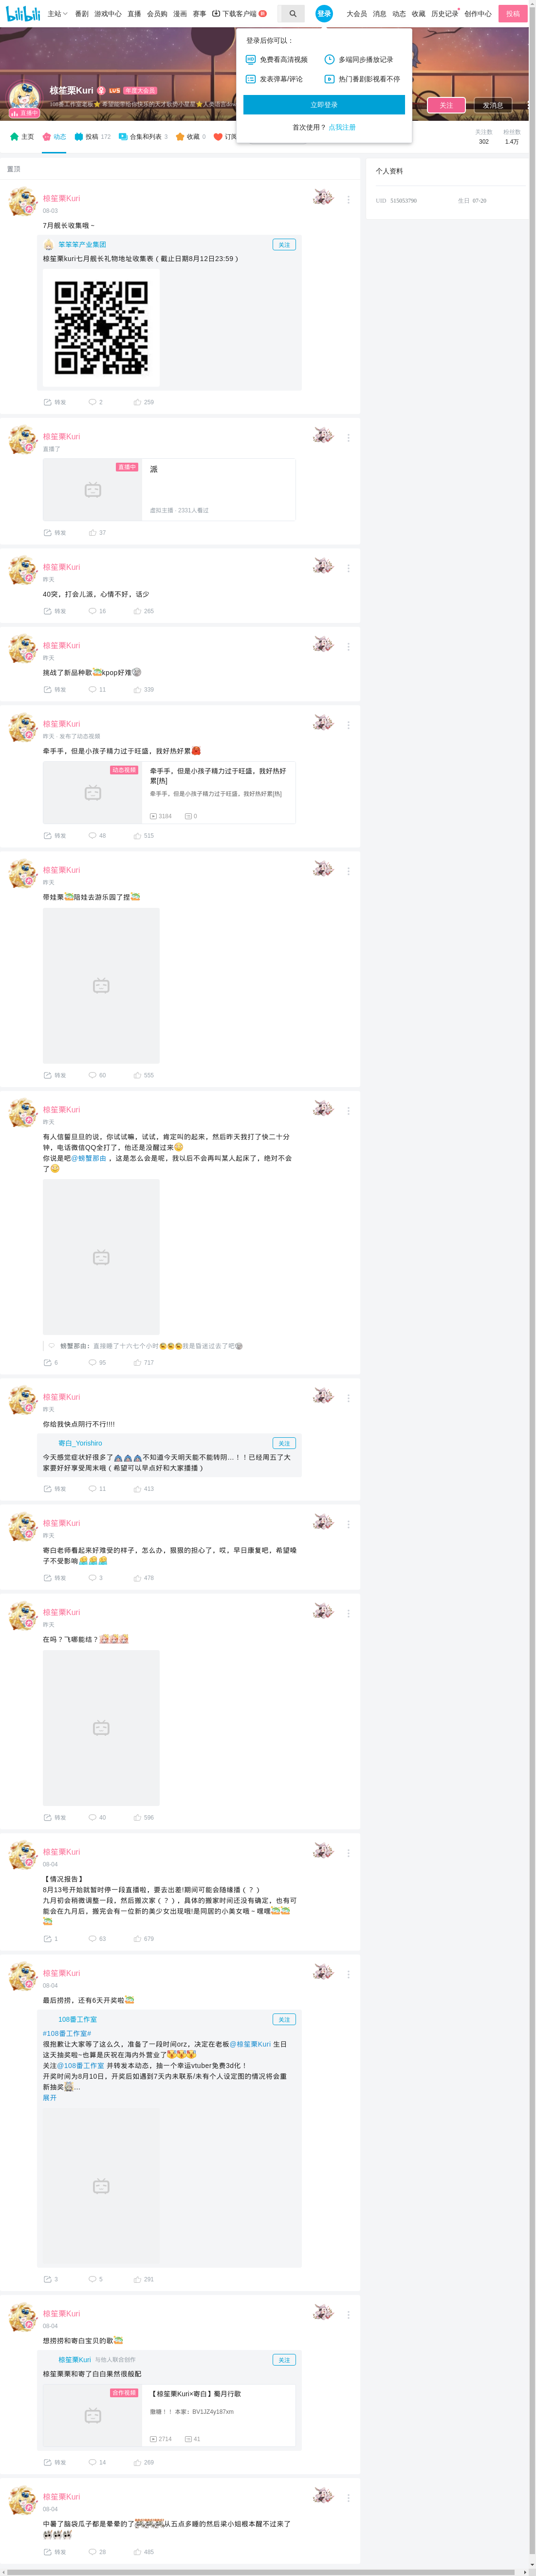 bilibili
主站
番剧
游戏中心
直播
会员购
漫画
赛事
下载客户端
登录
大会员
消息
动态
收藏
历史记录
创作中心
投稿
登录后你可以：
免费看高清视频
多端同步播放记录
发表弹幕/评论
热门番剧影视看不停
立即登录
首次使用？ 点我注册
椋笙栗Kuri LV5 年度大会员
直播中
关注
发消息
主页
动态
投稿 172
合集和列表 3
收藏 0
订阅
关注数
302
粉丝数
1.4万
个人资料
UID 515053790
生日 07-20
置顶
椋笙栗Kuri
08-03
7月舰长收集哦～
笨笨笨产业集团
关注
椋笙栗kuri七月舰长礼物地址收集表（截止日期8月12日23:59）
转发 2 259
椋笙栗Kuri
直播了
直播中
派
虚拟主播 · 2331人看过
转发 37
椋笙栗Kuri
昨天
40突，打会儿派，心情不好，话少
转发 16 265
椋笙栗Kuri
昨天
挑战了新品种歌kpop好难
转发 11 339
椋笙栗Kuri
昨天 · 发布了动态视频
牵手手，但是小孩子精力过于旺盛，我好热好累
动态视频
牵手手，但是小孩子精力过于旺盛，我好热好
累[热]
牵手手，但是小孩子精力过于旺盛，我好热好累[热]
3184 0
转发 48 515
椋笙栗Kuri
昨天
带娃栗陪娃去游乐园了捏
转发 60 555
椋笙栗Kuri
昨天
有人信誓旦旦的说，你试试嘛，试试，肯定叫的起来，然后昨天我打了快二十分
钟，电话微信QQ全打了，他还是没醒过来
你说是吧@螃蟹那由 ，这是怎么会是呢，我以后不会再叫某人起床了，绝对不会
了
螃蟹那由：直接睡了十六七个小时我是昏迷过去了吧
6 95 717
椋笙栗Kuri
昨天
你给我快点阴行不行!!!!
寄白_Yorishiro
关注
今天感觉症状好很多了不知道今天明天能不能转阴...！！已经周五了大
家要好好享受周末哦（希望可以早点好和大家播播）
转发 11 413
椋笙栗Kuri
昨天
寄白老师看起来好难受的样子，怎么办，狠狠的担心了，哎，早日康复吧，希望嗓
子不受影响
转发 3 478
椋笙栗Kuri
昨天
在吗？飞哪能结？
转发 40 596
椋笙栗Kuri
08-04
【情况报告】
8月13号开始就暂时停一段直播啦，要去出差!期间可能会随缘播（？）
九月初会稍微调整一段，然后搬次家（？），具体的搬家时间还没有确定，也有可
能会在九月后，搬完会有一位新的美少女出现哦!是同居的小美女哦～嘿嘿
1 83 679
椋笙栗Kuri
08-04
最后捞捞，还有6天开奖啦
108番工作室
关注
#108番工作室#
很抱歉让大家等了这么久，准备了一段时间orz，决定在老板@椋笙栗Kuri 生日
这天抽奖啦~也算是庆祝在海内外营业了
关注@108番工作室 并转发本动态，抽一个幸运vtuber免费3d化！
开奖时间为8月10日，开奖后如遇到7天内未联系/未有个人设定图的情况将会重
新抽奖...
展开
3 5 291
椋笙栗Kuri
08-04
想捞捞和寄白宝贝的歌
椋笙栗Kuri 与他人联合创作
关注
椋笙栗栗和寄了白白果然很般配
合作视频
【椋笙栗Kuri×寄白】蜀月行歌
撒糖！！ 本家：BV1JZ4y187xm
2714 41
转发 14 269
椋笙栗Kuri
08-04
中暑了脑袋瓜子都是晕晕的了从五点多睡的然后梁小姐根本醒不过来了
转发 28 485